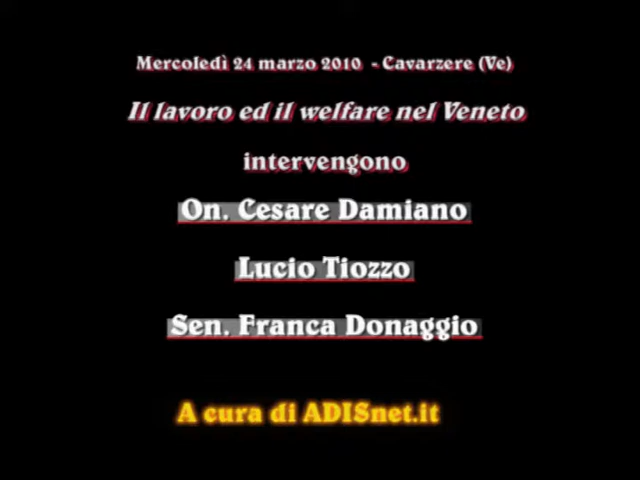 Mercoledì 24 marzo 2010 - Cavarzere (Ve)
Il lavoro ed il welfare nel Veneto
intervengono
On. Cesare Damiano
Lucio Tiozzo
Sen. Franca Donaggio
A cura di ADISnet.it